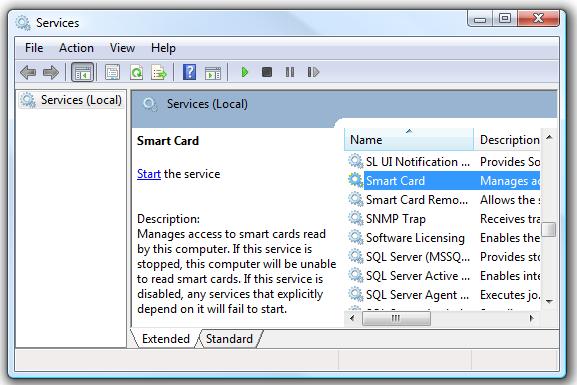 Services
File Action View Help
Services (Local)
Services (Local)
Smart Card
Start the service
Description:
Manages access to smart cards read
by this computer. If this service is
stopped, this computer will be unable
to read smart cards. If this service is
disabled, any services that explicitly
depend on it will fail to start.
Name Description
SL UI Notification ... Provides So
Smart Card Manages ac
Smart Card Remo... Allows the s
SNMP Trap Receives tra
Software Licensing Enables the
SQL Server (MSSQ... Provides sto
SQL Server Active ... Enables inte
SQL Server Agent ... Executes jo.
Extended Standard